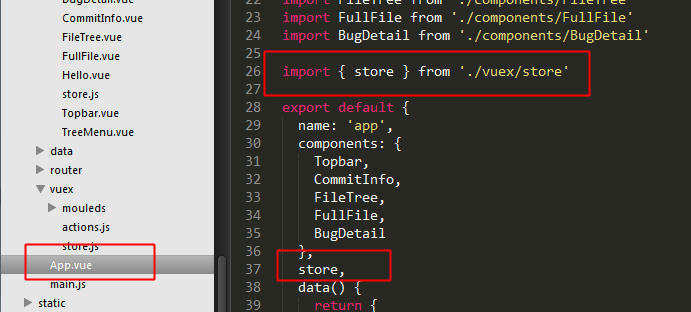 BugDetail.vue
CommitInfo.vue
FileTree.vue
FullFile.vue
Hello.vue
store.js
Topbar.vue
TreeMenu.vue
data
router
vuex
mouleds
actions.js
store.js
App.vue
main.js
static
22 import FileTree from './components/FileTree'
23 import FullFile from './components/FullFile'
24 import BugDetail from './components/BugDetail'
25
26 import { store } from './vuex/store'
27
28 export default {
29 name: 'app',
30 components: {
31 Topbar,
32 CommitInfo,
33 FileTree,
34 FullFile,
35 BugDetail
36 },
37 store,
38 data() {
39 return {